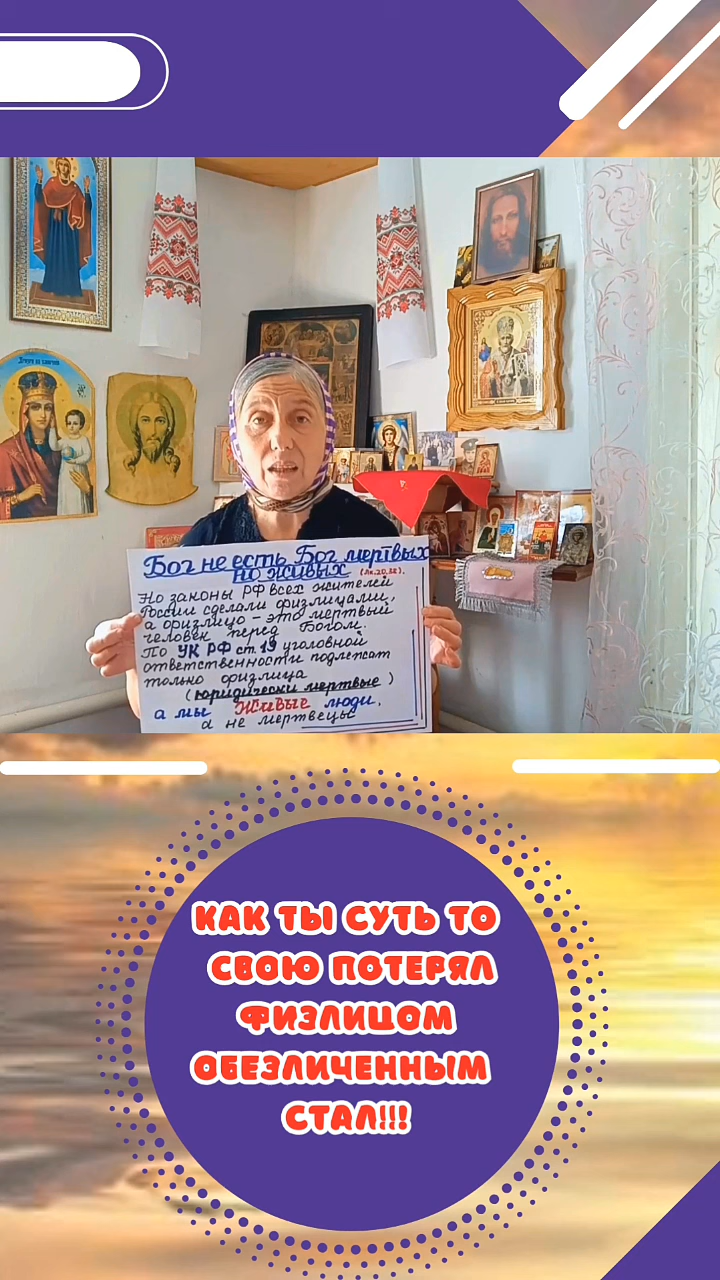 Бог не есть Бог мертвых
но живых (Лк.20,38).
Но законы РФ всех жителей
России сделали физлицами,
а физлицо - это мертвый
человек перед Богом.
По УК РФ ст. 19 уголовной
ответственности подлежат
только физлица
(юридически мертвые)
а мы Живые люди,
а не мертвецы
КАК ТЫ СУТЬ ТО
СВОЮ ПОТЕРЯЛ
ФИЗЛИЦОМ
ОБЕЗЛИЧЕННЫМ
СТАЛ!!!